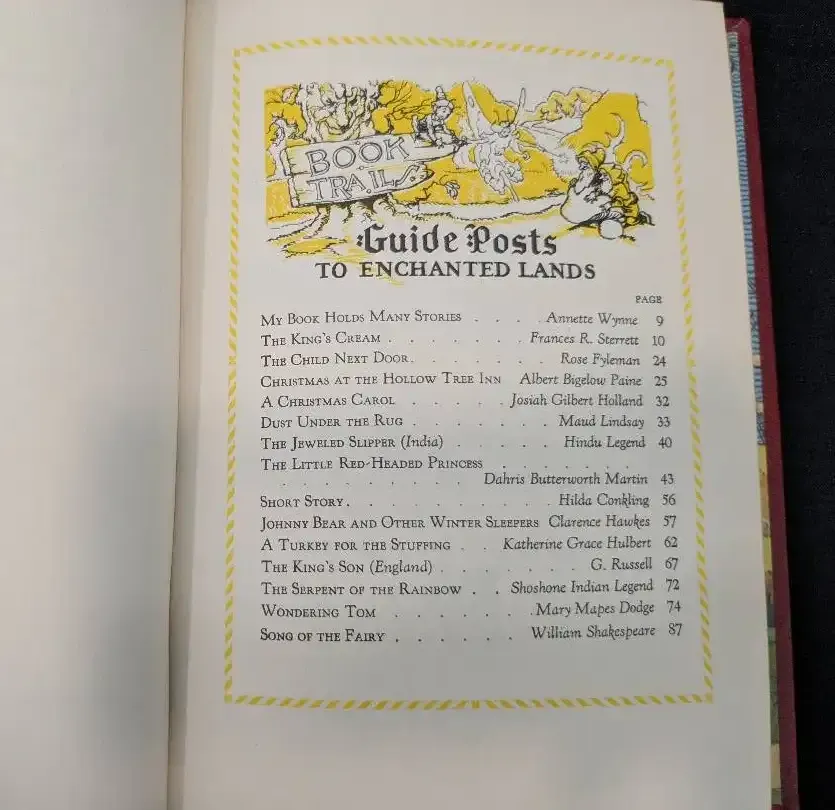 BOOK
TRAIL
Guide Posts
TO ENCHANTED LANDS
PAGE
MY BOOK HOLDS MANY STORIES . . . . Annette Wynne 9
THE KING'S CREAM . . . . . . . Frances R. Sterrett 10
THE CHILD NEXT DOOR . . . . . . . Rose Fyleman 24
CHRISTMAS AT THE HOLLOW TREE INN Albert Bigelow Paine 25
A CHRISTMAS CAROL . . . . . Josiah Gilbert Holland 32
DUST UNDER THE RUG . . . . . . . Maud Lindsay 33
THE JEWELED SLIPPER (India) . . . . . Hindu Legend 40
THE LITTLE RED-HEADED PRINCESS . . . . . . .
. . . . . . . . . Dahris Butterworth Martin 43
SHORT STORY . . . . . . . . . . Hilda Conkling 56
JOHNNY BEAR AND OTHER WINTER SLEEPERS Clarence Hawkes 57
A TURKEY FOR THE STUFFING . . Katherine Grace Hulbert 62
THE KING'S SON (England) . . . . . . . G. Russell 67
THE SERPENT OF THE RAINBOW . . Shoshone Indian Legend 72
WONDERING TOM . . . . . . . Mary Mapes Dodge 74
SONG OF THE FAIRY . . . . . . William Shakespeare 87